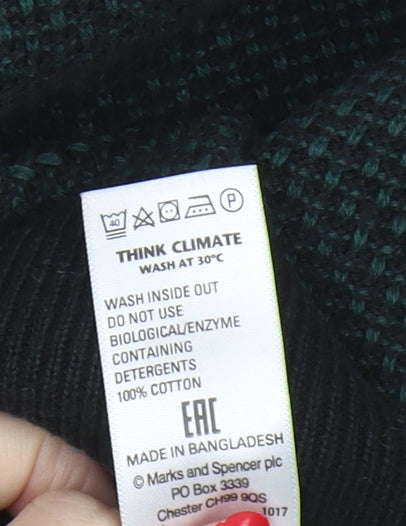 40 P
THINK CLIMATE
WASH AT 30°C
WASH INSIDE OUT
DO NOT USE
BIOLOGICAL/ENZYME
CONTAINING
DETERGENTS
100% COTTON
EAC
MADE IN BANGLADESH
© Marks and Spencer plc
PO Box 3339
Chester CH99 9QS
1017